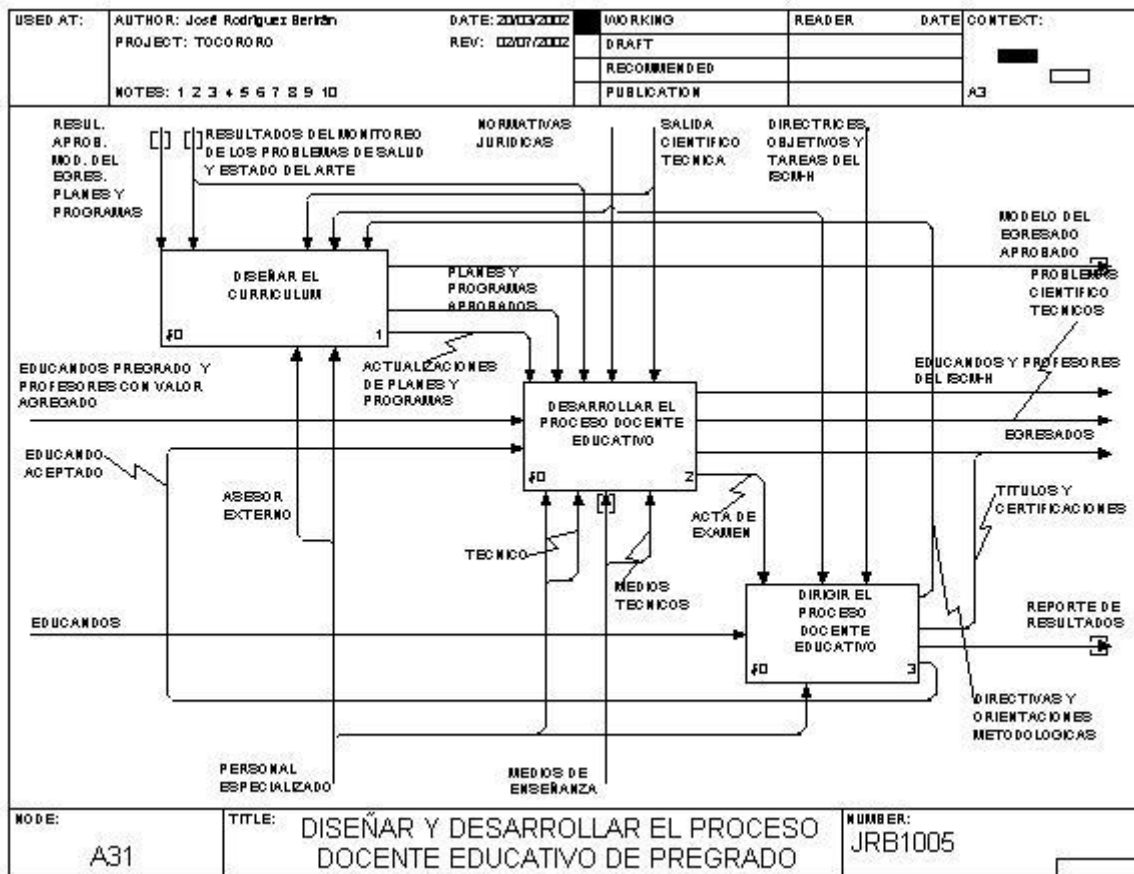 USED AT:
AUTHOR: José Rodríguez Bertrán
DATE: 20/03/2002
PROJECT: TOCORORO
REV: 02/07/2002
NOTES: 1 2 3 4 5 6 7 8 9 10
WORKING
DRAFT
RECOMMENDED
PUBLICATION
READER
DATE
CONTEXT:
A3
RESUL.
APROB.
MOD. DEL
EGRES.
PLANES Y
PROGRAMAS
RESULTADOS DEL MONITOREO
DE LOS PROBLEMAS DE SALUD
Y ESTADO DEL ARTE
NORMATIVAS
JURIDICAS
SALIDA
CIENTIFICO
TECNICA
DIRECTRICES,
OBJETIVOS Y
TAREAS DEL
ISCM-H
MODELO DEL
EGRESADO
APROBADO
PROBLEMAS
CIENTIFICO
TECNICOS
DISEÑAR EL
CURRICULUM
$0
1
PLANES Y
PROGRAMAS
APROBADOS
ACTUALIZACIONES
DE PLANES Y
PROGRAMAS
EDUCANDOS PREGRADO Y
PROFESORES CON VALOR
AGREGADO
EDUCANDOS Y PROFESORES
DEL ISCM-H
DESARROLLAR EL
PROCESO DOCENTE
EDUCATIVO
$0
2
EGRESADOS
EDUCANDO
ACEPTADO
ASESOR
EXTERNO
TECNICO
MEDIOS
TECNICOS
ACTA DE
EXAMEN
TITULOS Y
CERTIFICACIONES
EDUCANDOS
DIRIGIR EL
PROCESO
DOCENTE
EDUCATIVO
$0
3
REPORTE DE
RESULTADOS
DIRECTIVAS Y
ORIENTACIONES
METODOLOGICAS
PERSONAL
ESPECIALIZADO
MEDIOS DE
ENSEÑANZA
NODE:
A31
TITLE:
DISEÑAR Y DESARROLLAR EL PROCESO
DOCENTE EDUCATIVO DE PREGRADO
NUMBER:
JRB1005